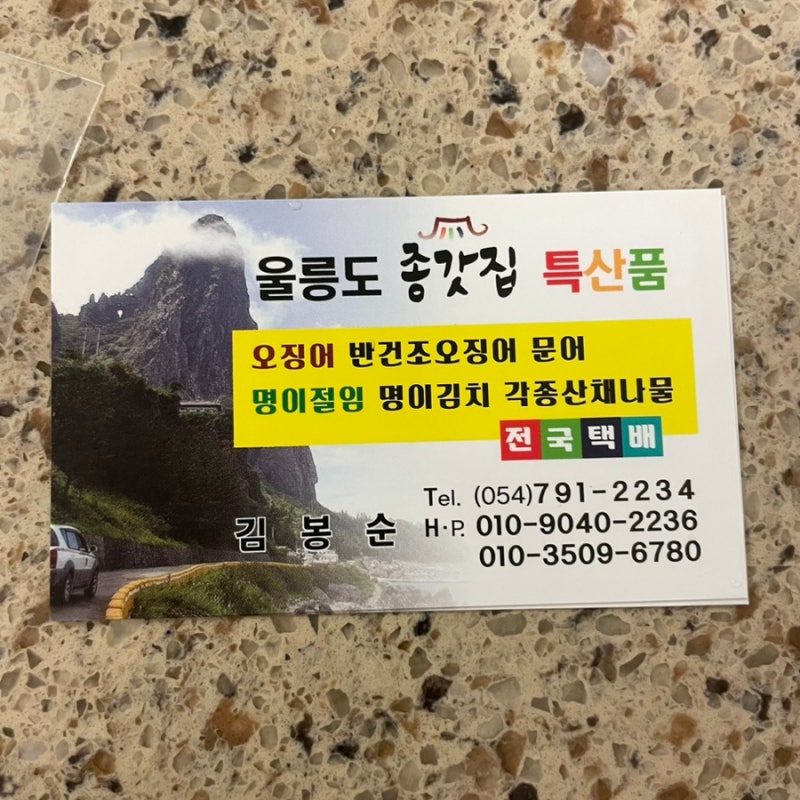 울릉도 종갓집 특산품
오징어 반건조오징어 문어
명이절임 명이김치 각종산채나물
전국택배
Tel. (054)791-2234
김봉순 H·P. 010-9040-2236
010-3509-6780